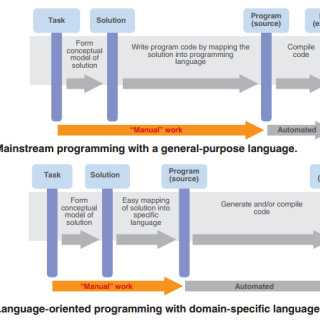 Task
Solution
Program
(source)
Form
conceptual
model of
solution
Write program code by mapping the
solution into programming
language
Compile
code
"Manual" work
Automated
Mainstream programming with a general-purpose language.
Task
Solution
Program
(source)
Form
conceptual
model of
solution
Easy mapping
of solution into
specific
language
Generate and/or compile
code
"Manual" work
Automated
Language-oriented programming with domain-specific language